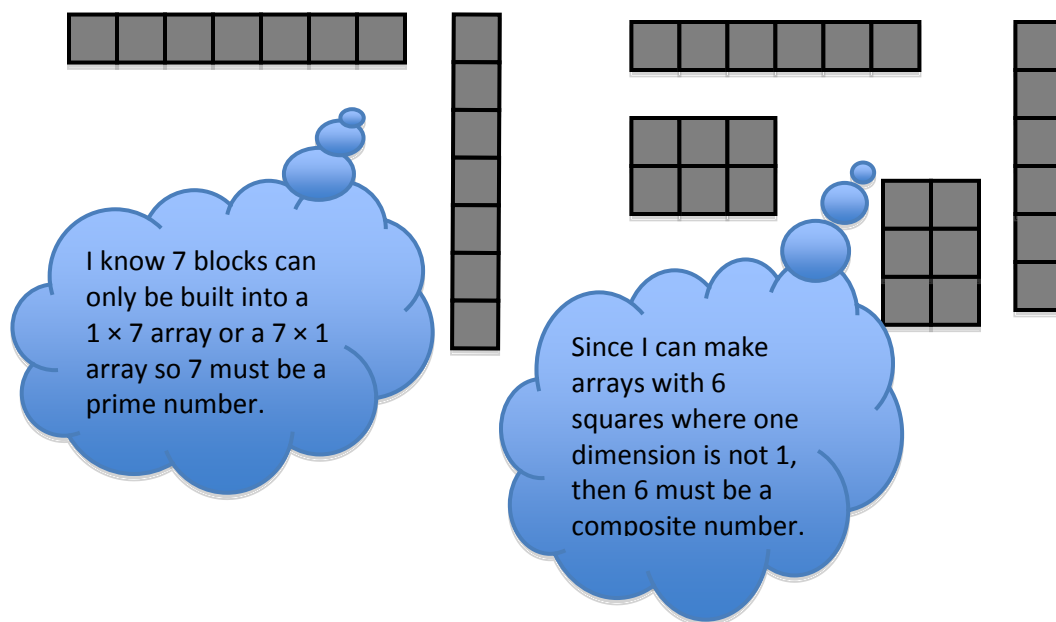 I know 7 blocks can
only be built into a
1 × 7 array or a 7 × 1
array so 7 must be a
prime number.
Since I can make
arrays with 6
squares where one
dimension is not 1,
then 6 must be a
composite number.